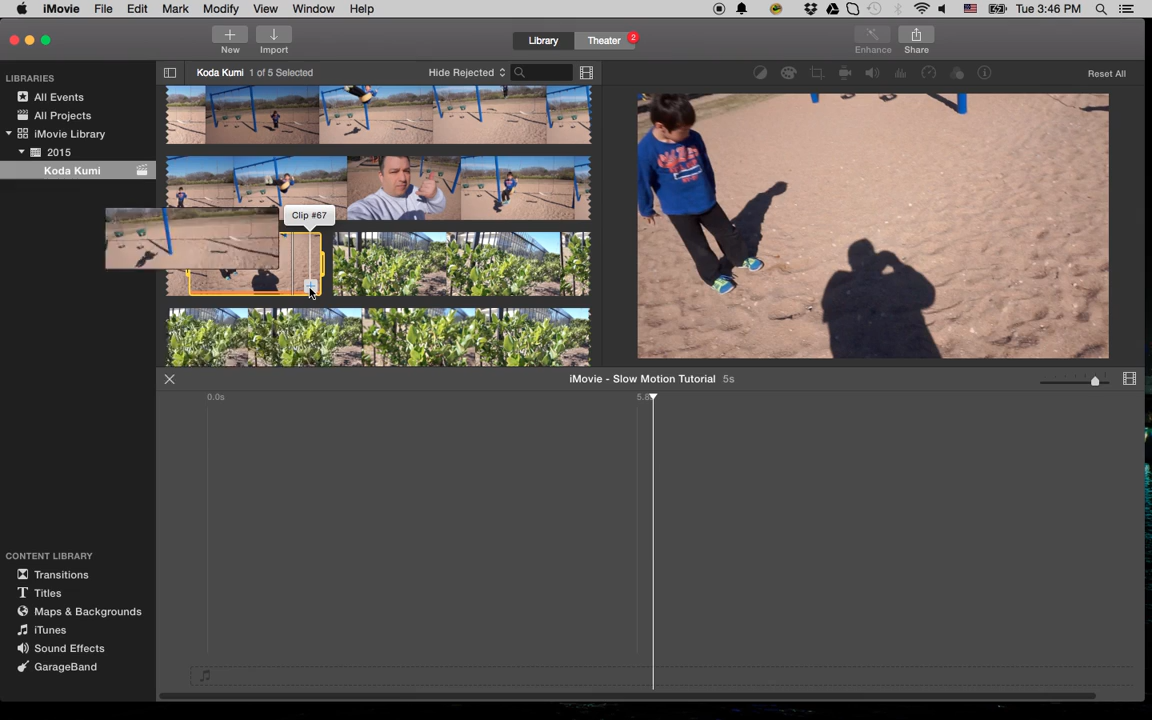 iMovie File Edit Mark Modify View Window Help Tue 3:46 PM
New Import Library Theater 2 Enhance Share
LIBRARIES
All Events
All Projects
iMovie Library
2015
Koda Kumi
Koda Kumi 1 of 5 Selected Hide Rejected
Reset All
Clip #67
iMovie - Slow Motion Tutorial 5s
0.0s
CONTENT LIBRARY
Transitions
Titles
Maps & Backgrounds
iTunes
Sound Effects
GarageBand